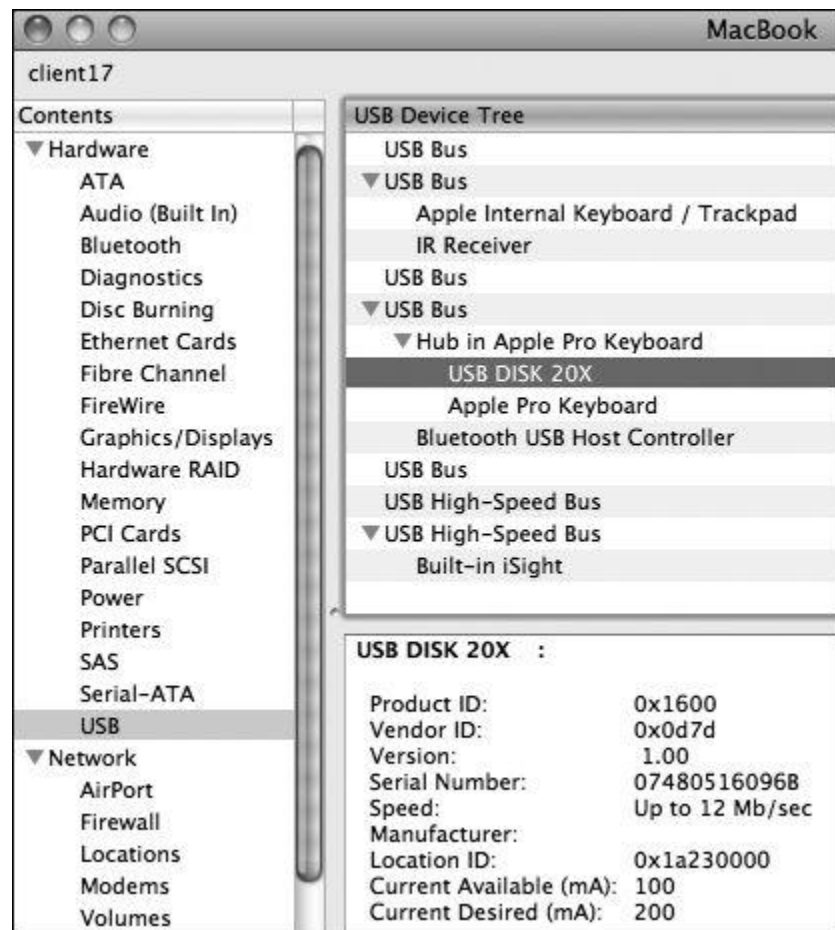 MacBook
client17
Contents
Hardware
ATA
Audio (Built In)
Bluetooth
Diagnostics
Disc Burning
Ethernet Cards
Fibre Channel
FireWire
Graphics/Displays
Hardware RAID
Memory
PCI Cards
Parallel SCSI
Power
Printers
SAS
Serial-ATA
USB
Network
AirPort
Firewall
Locations
Modems
Volumes
USB Device Tree
USB Bus
USB Bus
Apple Internal Keyboard / Trackpad
IR Receiver
USB Bus
USB Bus
Hub in Apple Pro Keyboard
USB DISK 20X
Apple Pro Keyboard
Bluetooth USB Host Controller
USB Bus
USB High-Speed Bus
USB High-Speed Bus
Built-in iSight
USB DISK 20X :
Product ID: 0x1600
Vendor ID: 0x0d7d
Version: 1.00
Serial Number: 07480516096B
Speed: Up to 12 Mb/sec
Manufacturer:
Location ID: 0x1a230000
Current Available (mA): 100
Current Desired (mA): 200